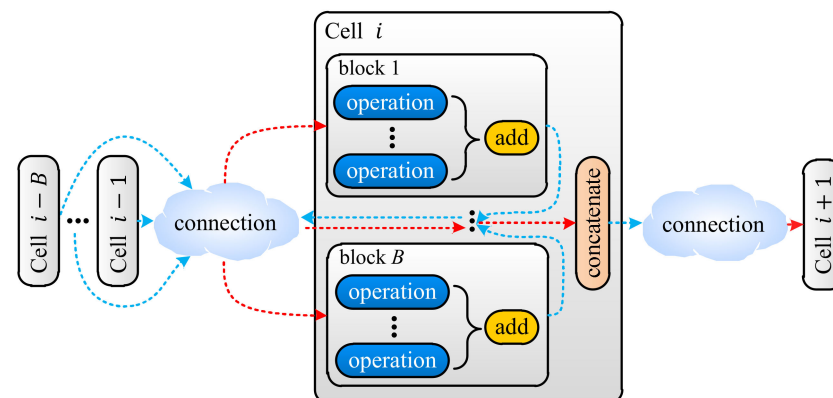 Cell i
block 1
operation
operation
add
Cell i − B
Cell i − 1
connection
concatenate
connection
Cell i + 1
block B
operation
operation
add